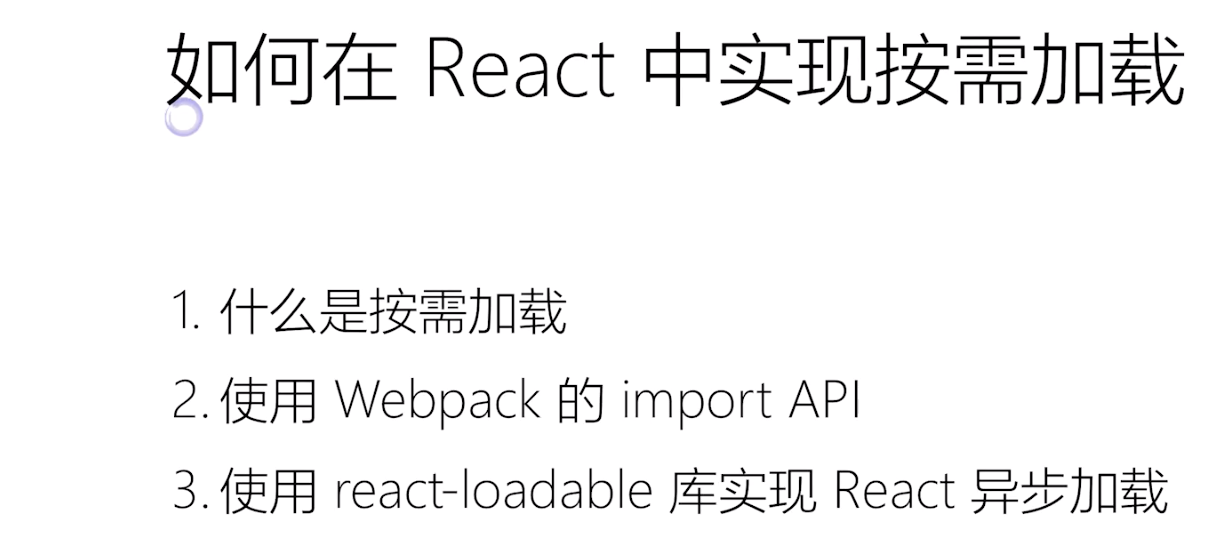 如何在 React 中实现按需加载
1. 什么是按需加载
2. 使用 Webpack 的 import API
3. 使用 react-loadable 库实现 React 异步加载